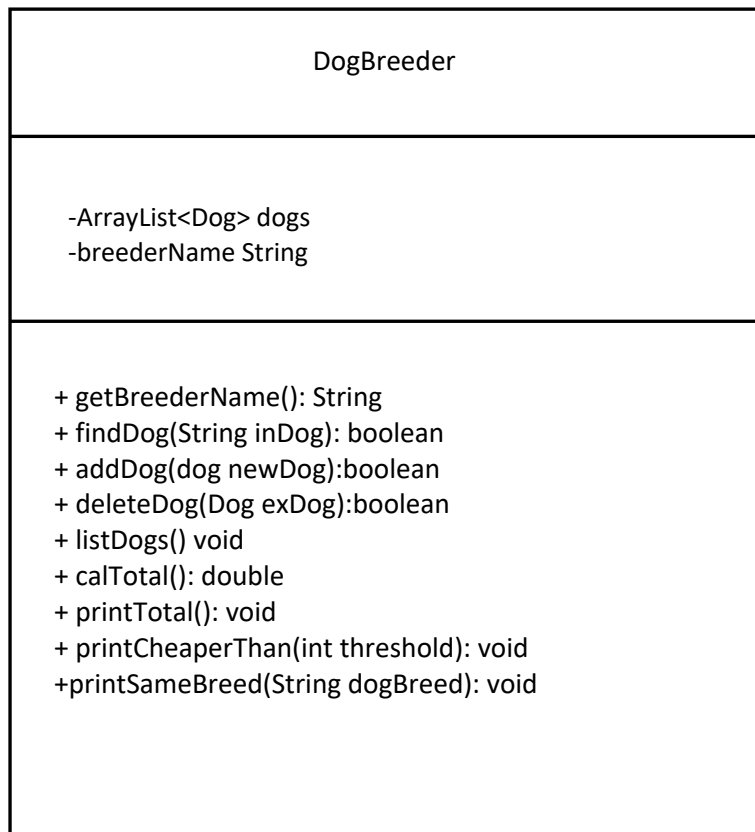 DogBreeder
-ArrayList<Dog> dogs
-breederName String
+ getBreederName(): String
+ findDog(String inDog): boolean
+ addDog(dog newDog):boolean
+ deleteDog(Dog exDog):boolean
+ listDogs() void
+ calTotal(): double
+ printTotal(): void
+ printCheaperThan(int threshold): void
+printSameBreed(String dogBreed): void